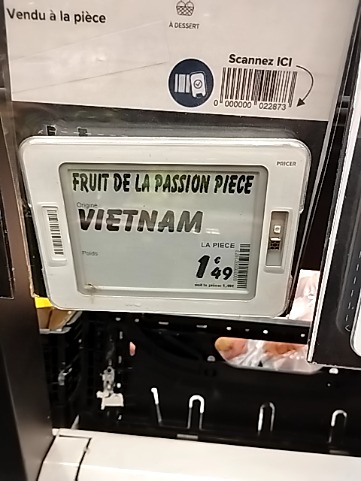 Vendu à la pièce
À DESSERT
Scannez ICI
0 000000 022873
PRICER
FRUIT DE LA PASSION PIECE
Origine
VIETNAM
Poids
LA PIECE
1€49